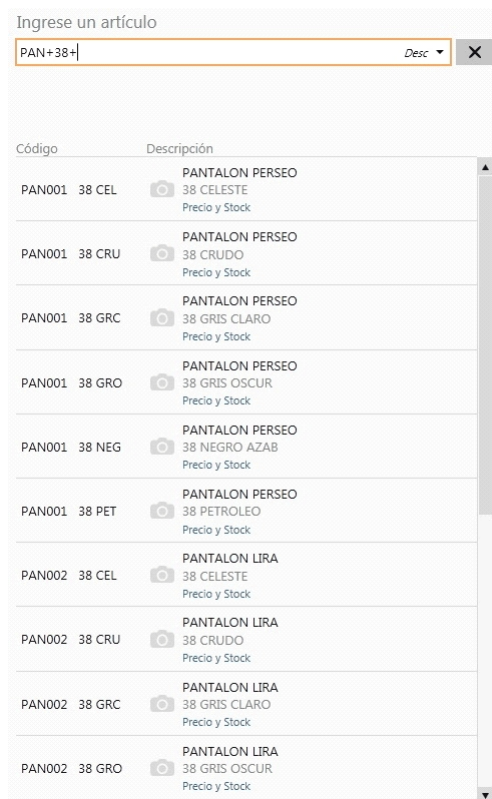 Ingrese un artículo
PAN+38+ Desc
Código Descripción
PANTALON PERSEO
PAN001 38 CEL 38 CELESTE
Precio y Stock
PANTALON PERSEO
PAN001 38 CRU 38 CRUDO
Precio y Stock
PANTALON PERSEO
PAN001 38 GRC 38 GRIS CLARO
Precio y Stock
PANTALON PERSEO
PAN001 38 GRO 38 GRIS OSCUR
Precio y Stock
PANTALON PERSEO
PAN001 38 NEG 38 NEGRO AZAB
Precio y Stock
PANTALON PERSEO
PAN001 38 PET 38 PETROLEO
Precio y Stock
PANTALON LIRA
PAN002 38 CEL 38 CELESTE
Precio y Stock
PANTALON LIRA
PAN002 38 CRU 38 CRUDO
Precio y Stock
PANTALON LIRA
PAN002 38 GRC 38 GRIS CLARO
Precio y Stock
PANTALON LIRA
PAN002 38 GRO 38 GRIS OSCUR
Precio y Stock